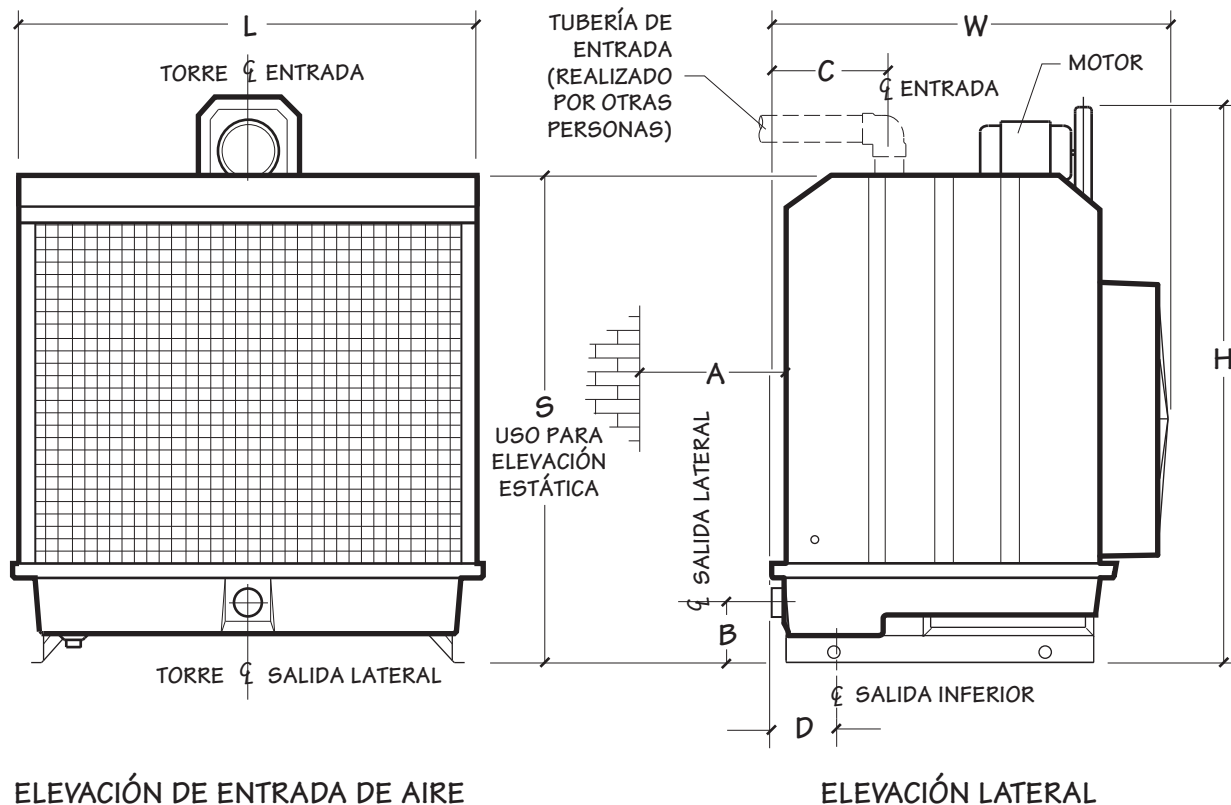 L
TORRE ℄ ENTRADA
TUBERÍA DE
ENTRADA
(REALIZADO
POR OTRAS
PERSONAS)
W
C
℄ ENTRADA
MOTOR
H
A
S
USO PARA
ELEVACIÓN
ESTÁTICA
℄ SALIDA LATERAL
B
TORRE ℄ SALIDA LATERAL
℄ SALIDA INFERIOR
D
ELEVACIÓN DE ENTRADA DE AIRE
ELEVACIÓN LATERAL